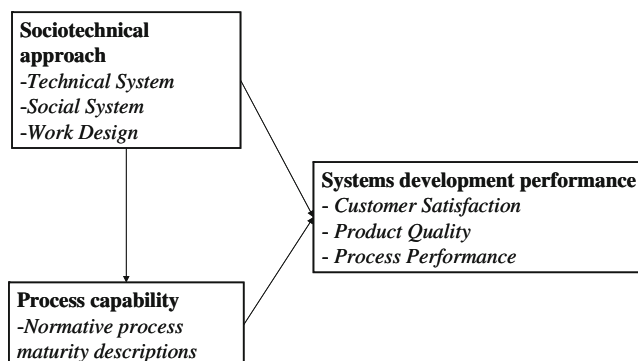 Sociotechnical
approach
-Technical System
-Social System
-Work Design
Systems development performance
- Customer Satisfaction
- Product Quality
- Process Performance
Process capability
-Normative process
maturity descriptions